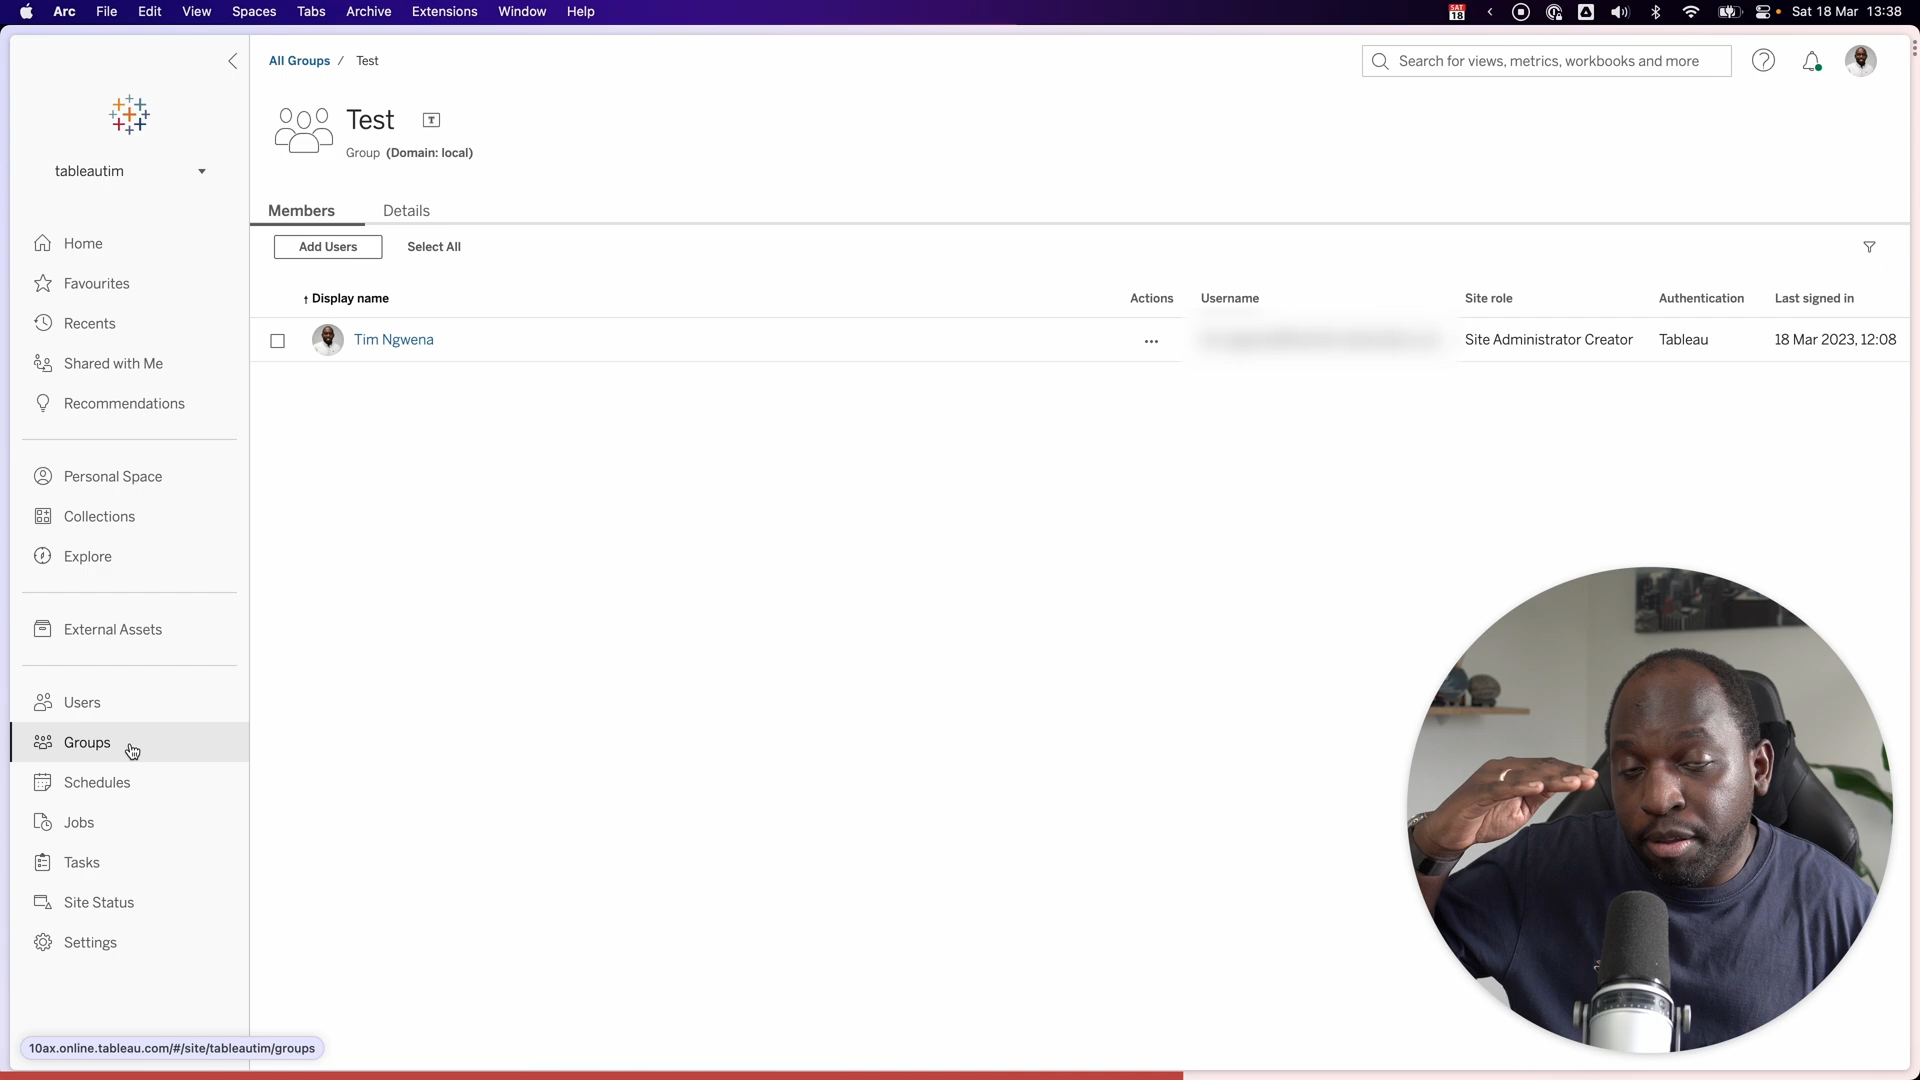 Arc File Edit View Spaces Tabs Archive Extensions Window Help
SAT 18
Sat 18 Mar 13:38
All Groups / Test
Search for views, metrics, workbooks and more
Test
T
Group (Domain: local)
tableautim
Members Details
Add Users Select All
Home
Favourites
Recents
Shared with Me
Recommendations
Personal Space
Collections
Explore
External Assets
Users
Groups
Schedules
Jobs
Tasks
Site Status
Settings
↑ Display name Actions Username Site role Authentication Last signed in
Tim Ngwena ... Site Administrator Creator Tableau 18 Mar 2023, 12:08
10ax.online.tableau.com/#/site/tableautim/groups